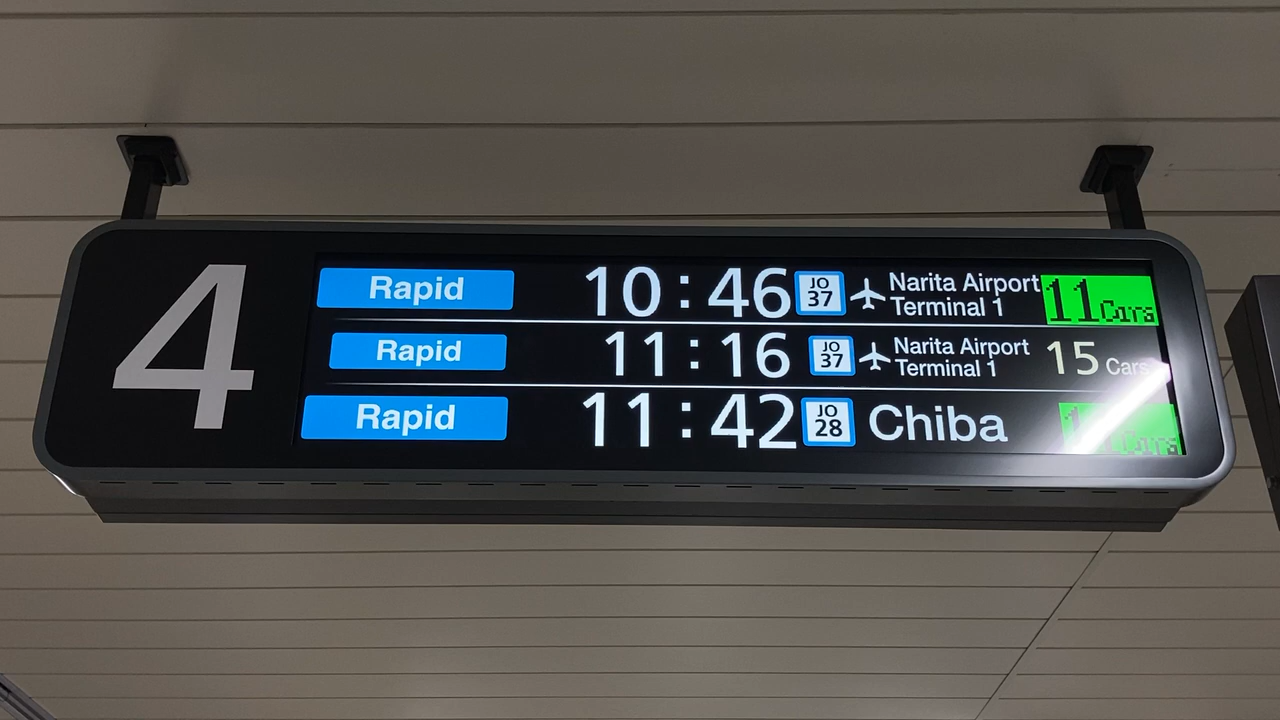 4
Rapid 10:46 JO 37 Narita Airport Terminal 1 11 Cars
Rapid 11:16 JO 37 Narita Airport Terminal 1 15 Cars
Rapid 11:42 JO 28 Chiba Cars